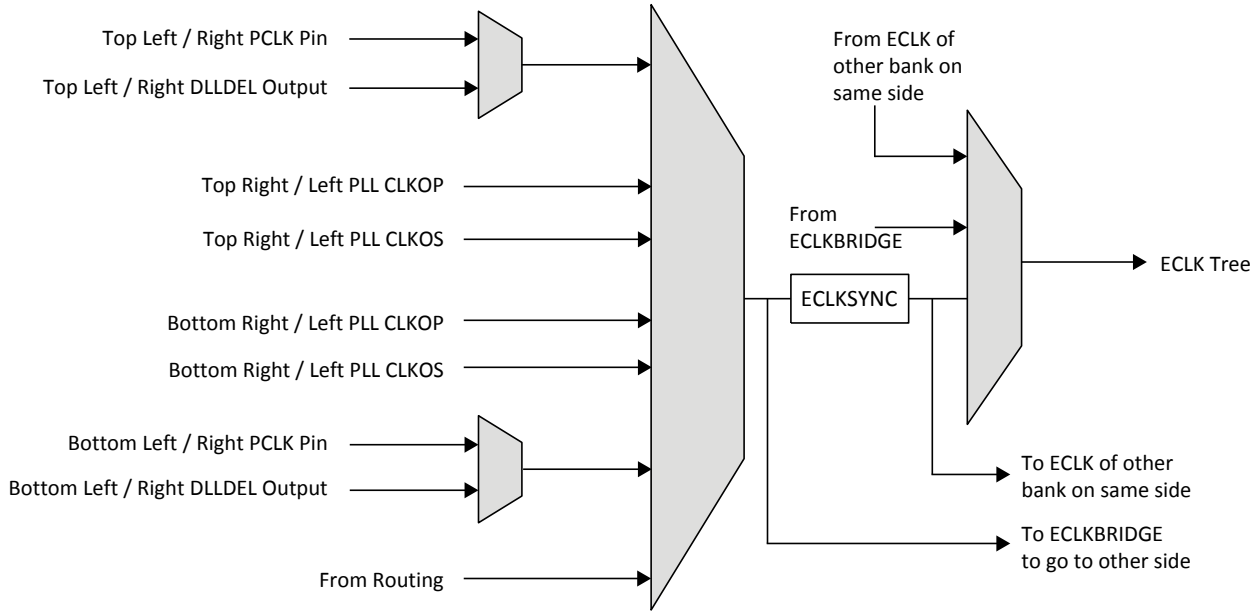 Top Left / Right PCLK Pin
Top Left / Right DLLDEL Output
Top Right / Left PLL CLKOP
Top Right / Left PLL CLKOS
Bottom Right / Left PLL CLKOP
Bottom Right / Left PLL CLKOS
Bottom Left / Right PCLK Pin
Bottom Left / Right DLLDEL Output
From Routing
From ECLK of
other bank on
same side
From
ECLKBRIDGE
ECLKSYNC
ECLK Tree
To ECLK of other
bank on same side
To ECLKBRIDGE
to go to other side